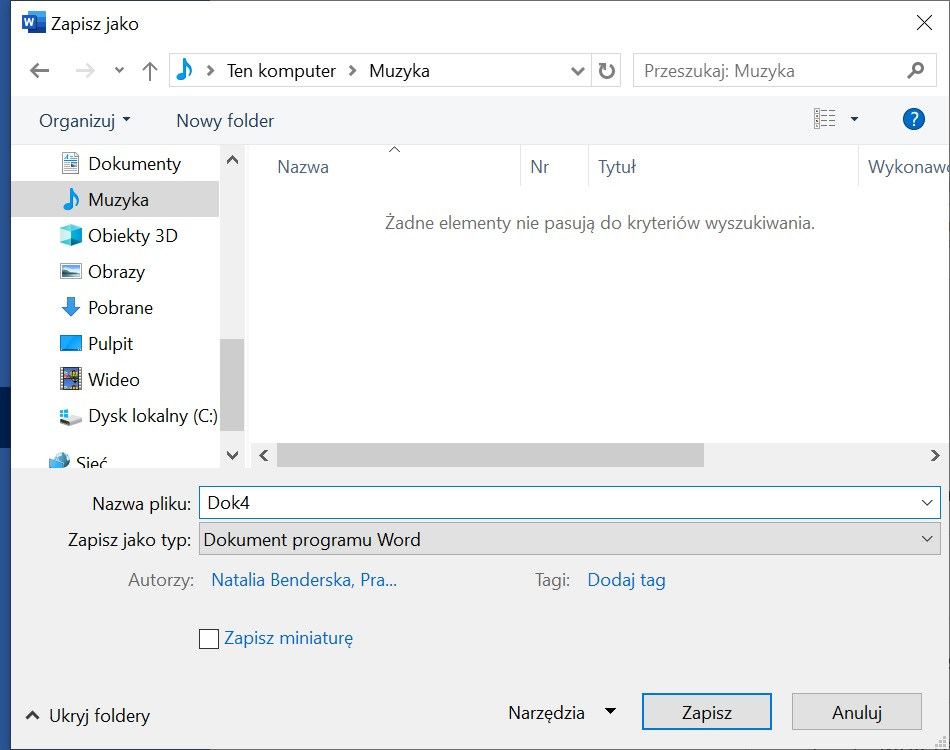 Zapisz jako
Ten komputer Muzyka
Przeszukaj: Muzyka
Organizuj
Nowy folder
Dokumenty
Muzyka
Obiekty 3D
Obrazy
Pobrane
Pulpit
Wideo
Dysk lokalny (C:)
Sieć
Nazwa
Nr
Tytuł
Wykonawc
Żadne elementy nie pasują do kryteriów wyszukiwania.
Nazwa pliku: Dok4
Zapisz jako typ: Dokument programu Word
Autorzy: Natalia Benderska, Pra...
Tagi: Dodaj tag
Zapisz miniaturę
Ukryj foldery
Narzędzia
Zapisz
Anuluj